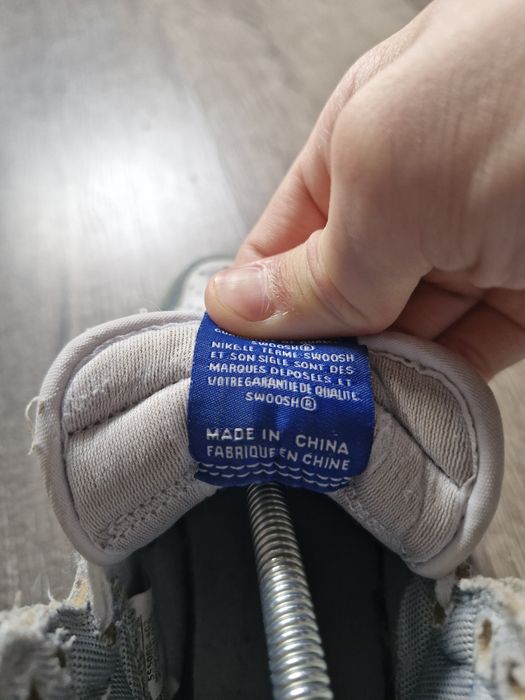 SWOOSH®
NIKE.LE TERME SWOOSH
ET SON SIGLE SONT DES
MARQUES DEPOSEES ET
VOTRE GARANTIE DE QUALITE.
SWOOSH®
MADE IN CHINA
FABRIQUE EN CHINE